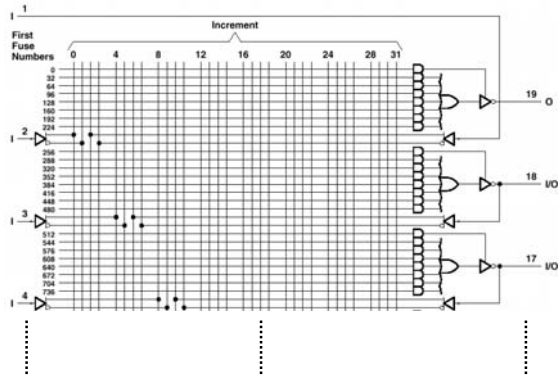 I 1
Increment
First
Fuse
Numbers
0 4 8 12 16 20 24 28 31
0
32
64
96
128
160
192
224
19 O
I 2
256
288
320
352
384
416
448
480
18 I/O
I 3
512
544
576
608
640
672
704
736
17 I/O
I 4